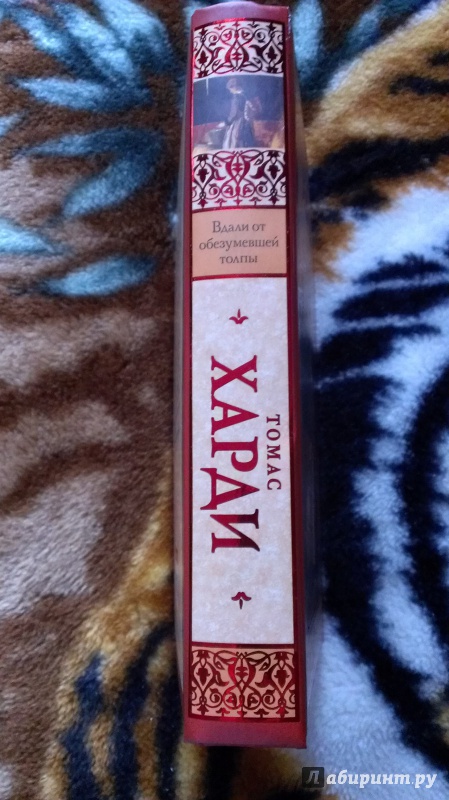 Вдали от
обезумевшей
толпы
ТОМАС
ХАРДИ
Лабиринт.ру